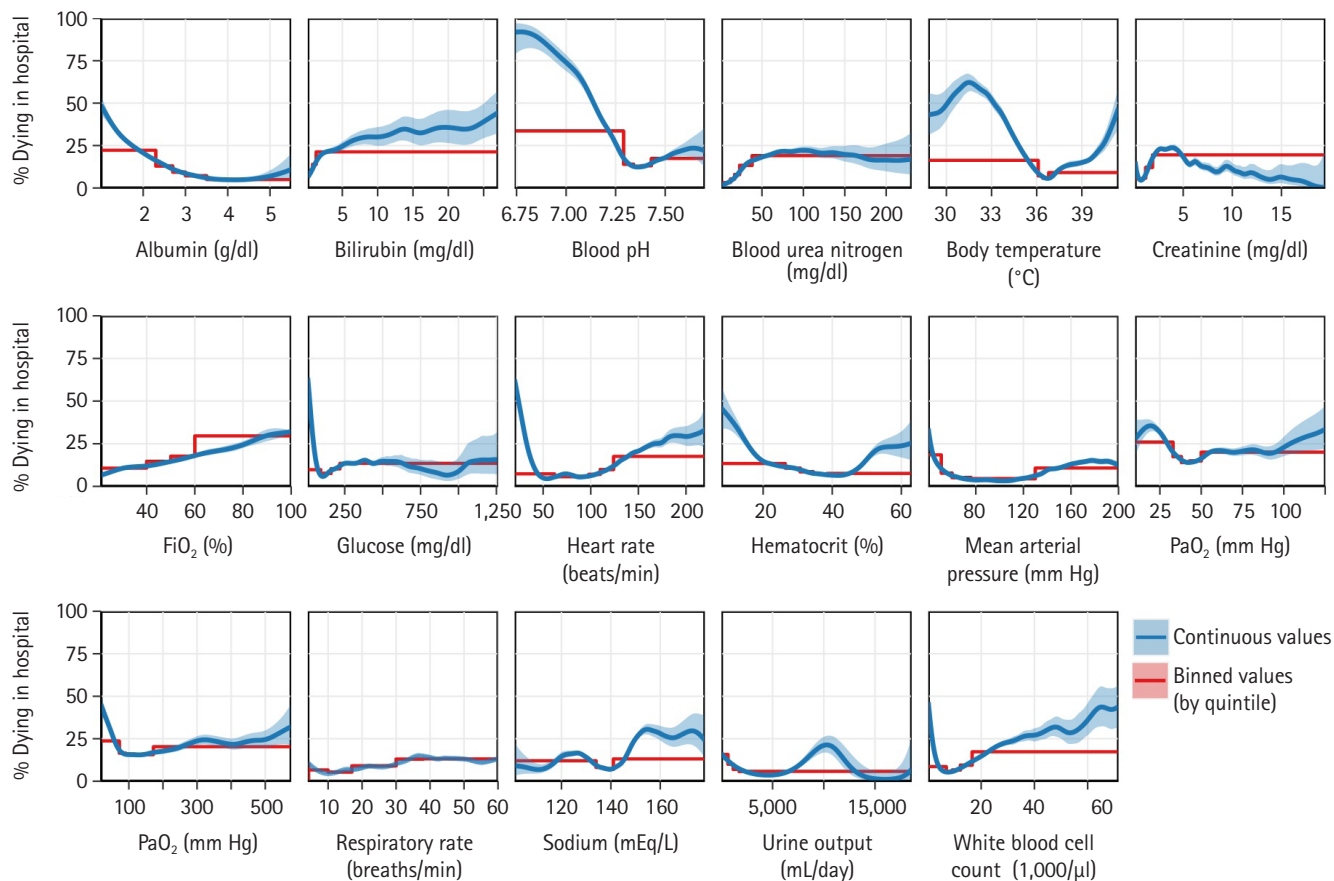 % Dying in hospital
100
75
50
25
0
2 3 4 5
Albumin (g/dl)
5 10 15 20
Bilirubin (mg/dl)
6.75 7.00 7.25 7.50
Blood pH
50 100 150 200
Blood urea nitrogen
(mg/dl)
30 33 36 39
Body temperature
(°C)
5 10 15
Creatinine (mg/dl)
% Dying in hospital
100
75
50
25
0
40 60 80 100
FiO2 (%)
250 750 1,250
Glucose (mg/dl)
50 100 150 200
Heart rate
(beats/min)
20 40 60
Hematocrit (%)
80 120 160 200
Mean arterial
pressure (mm Hg)
25 50 75 100
PaO2 (mm Hg)
% Dying in hospital
100
75
50
25
0
100 300 500
PaO2 (mm Hg)
10 20 30 40 50 60
Respiratory rate
(breaths/min)
120 140 160
Sodium (mEq/L)
5,000 15,000
Urine output
(mL/day)
20 40 60
White blood cell
count (1,000/µl)
Continuous values
Binned values
(by quintile)